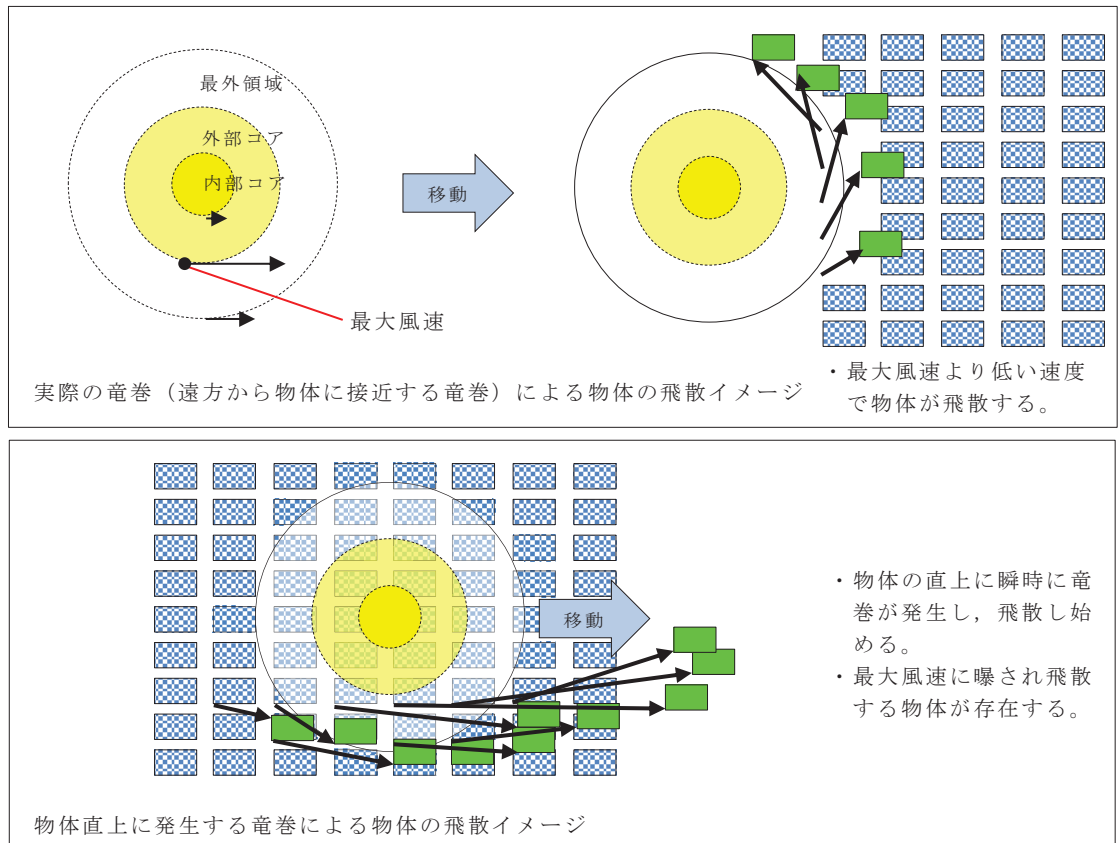 最外領域
外部コア
内部コア
移動
最大風速
実際の竜巻（遠方から物体に接近する竜巻）による物体の飛散イメージ
・最大風速より低い速度
で物体が飛散する。
移動
・物体の直上に瞬時に竜
巻が発生し，飛散し始
める。
・最大風速に曝され飛散
する物体が存在する。
物体直上に発生する竜巻による物体の飛散イメージ